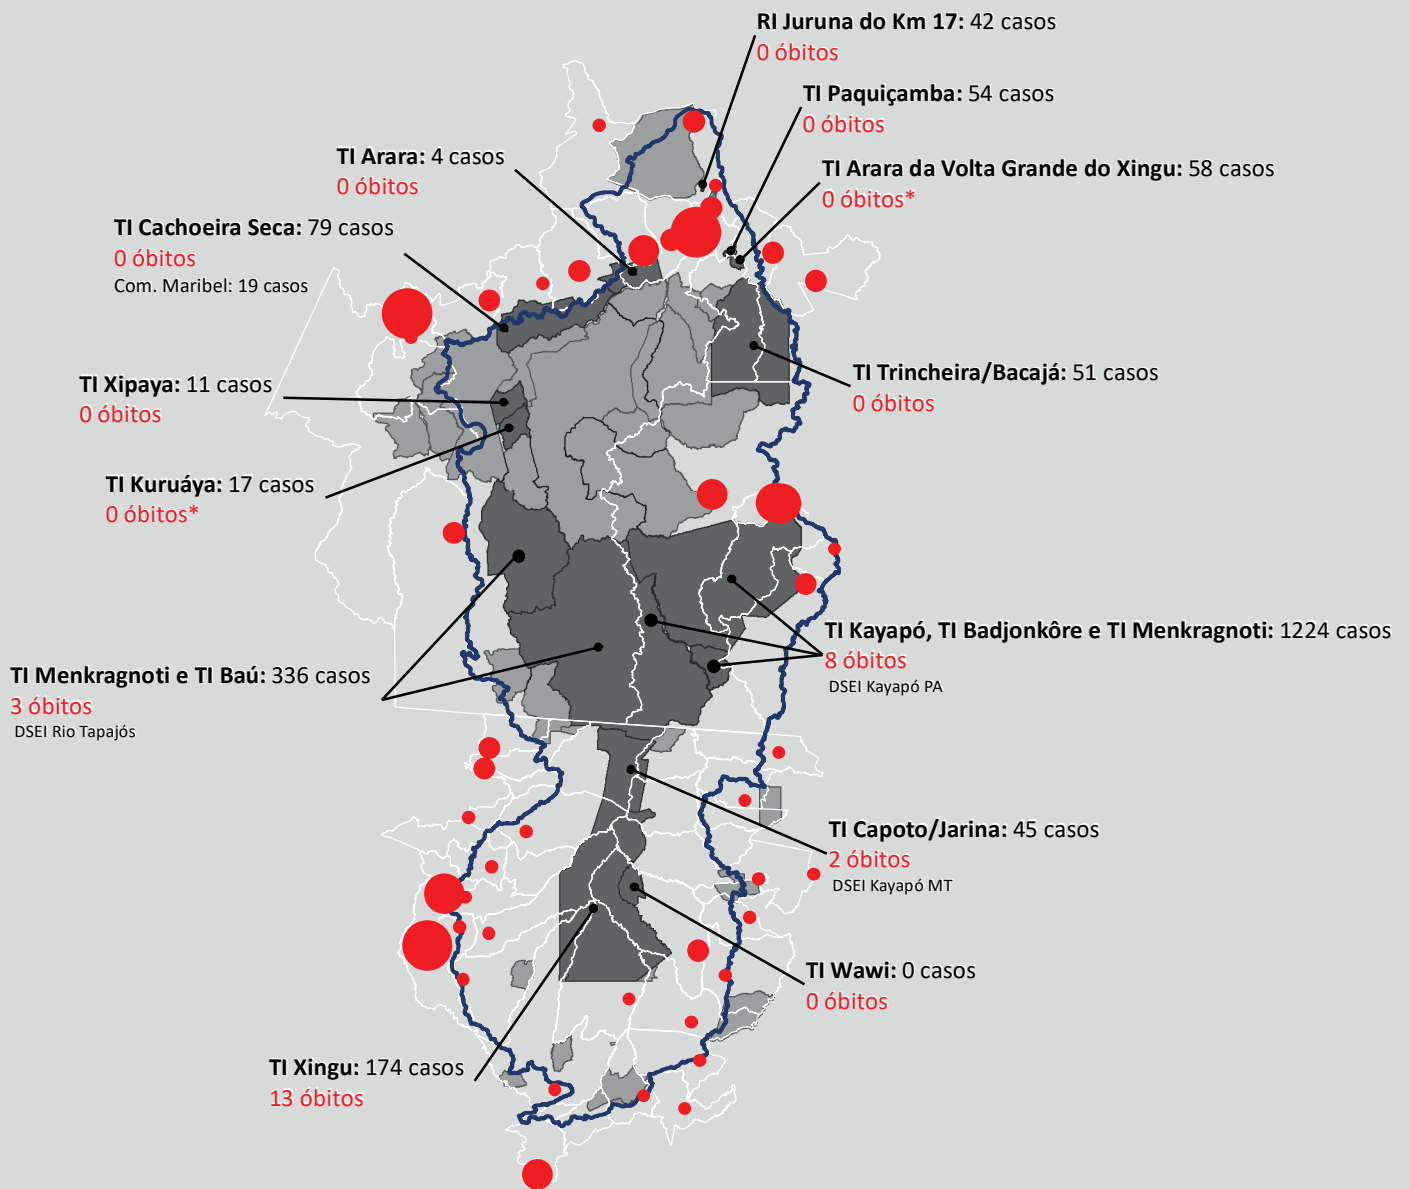 RI Juruna do Km 17: 42 casos
0 óbitos
TI Paquiçamba: 54 casos
0 óbitos
TI Arara: 4 casos
0 óbitos
TI Arara da Volta Grande do Xingu: 58 casos
0 óbitos*
TI Cachoeira Seca: 79 casos
0 óbitos
Com. Maribel: 19 casos
TI Trincheira/Bacajá: 51 casos
0 óbitos
TI Xipaya: 11 casos
0 óbitos
TI Kuruáya: 17 casos
0 óbitos*
TI Kayapó, TI Badjonkôre e TI Menkragnoti: 1224 casos
8 óbitos
DSEI Kayapó PA
TI Menkragnoti e TI Baú: 336 casos
3 óbitos
DSEI Rio Tapajós
TI Capoto/Jarina: 45 casos
2 óbitos
DSEI Kayapó MT
TI Wawi: 0 casos
0 óbitos
TI Xingu: 174 casos
13 óbitos